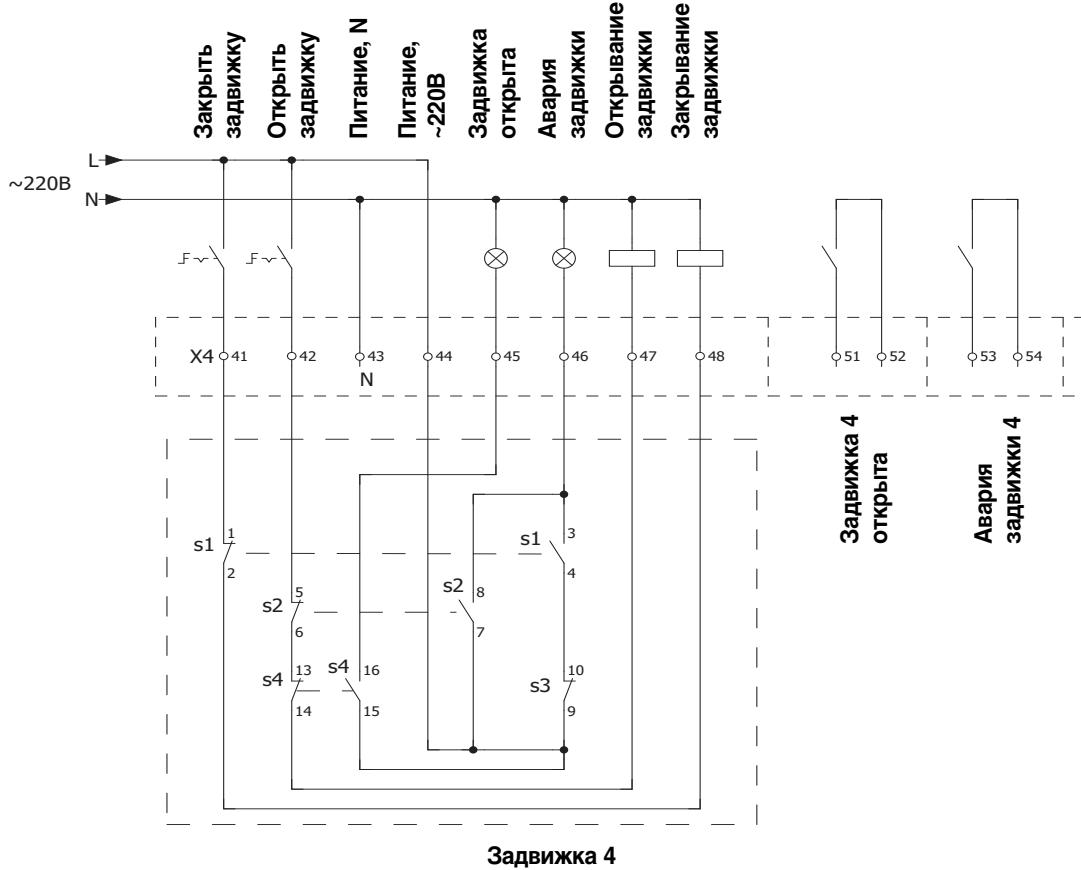 Закрыть
задвижку
Открыть
задвижку
Питание, N
Питание,
~220В
Задвижка
открыта
Авария
задвижки
Открывание
задвижки
Закрывание
задвижки
L
~220В
N
X4
41
42
43
44
45
46
47
48
51
52
53
54
N
Задвижка 4
открыта
Авария
задвижки 4
s1
1
2
s1
3
4
s2
5
6
s2
8
7
s4
13
14
s4
16
15
s3
10
9
Задвижка 4